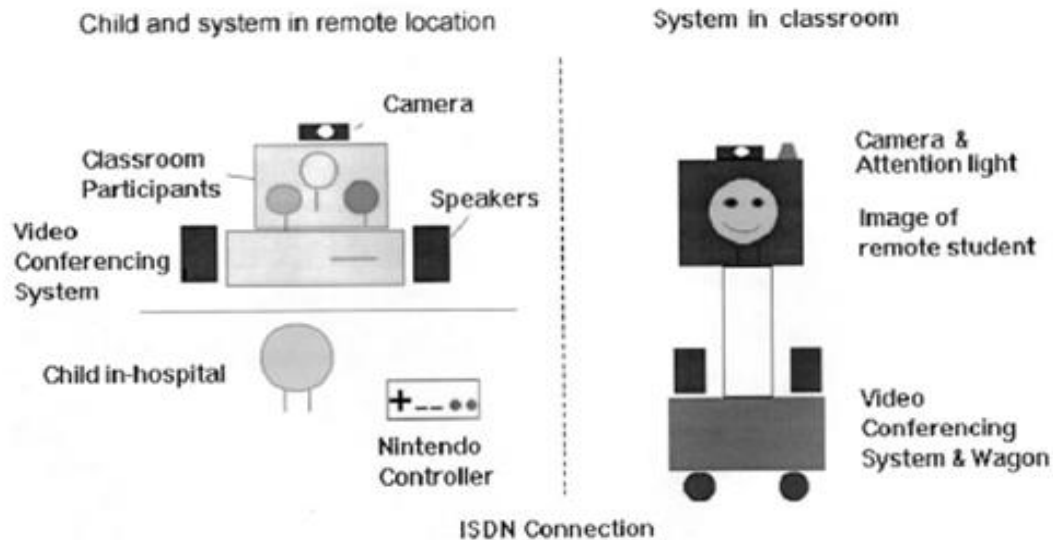 Child and system in remote location
System in classroom
Camera
Classroom
Participants
Speakers
Video
Conferencing
System
Child in-hospital
Nintendo
Controller
Camera &
Attention light
Image of
remote student
Video
Conferencing
System & Wagon
ISDN Connection